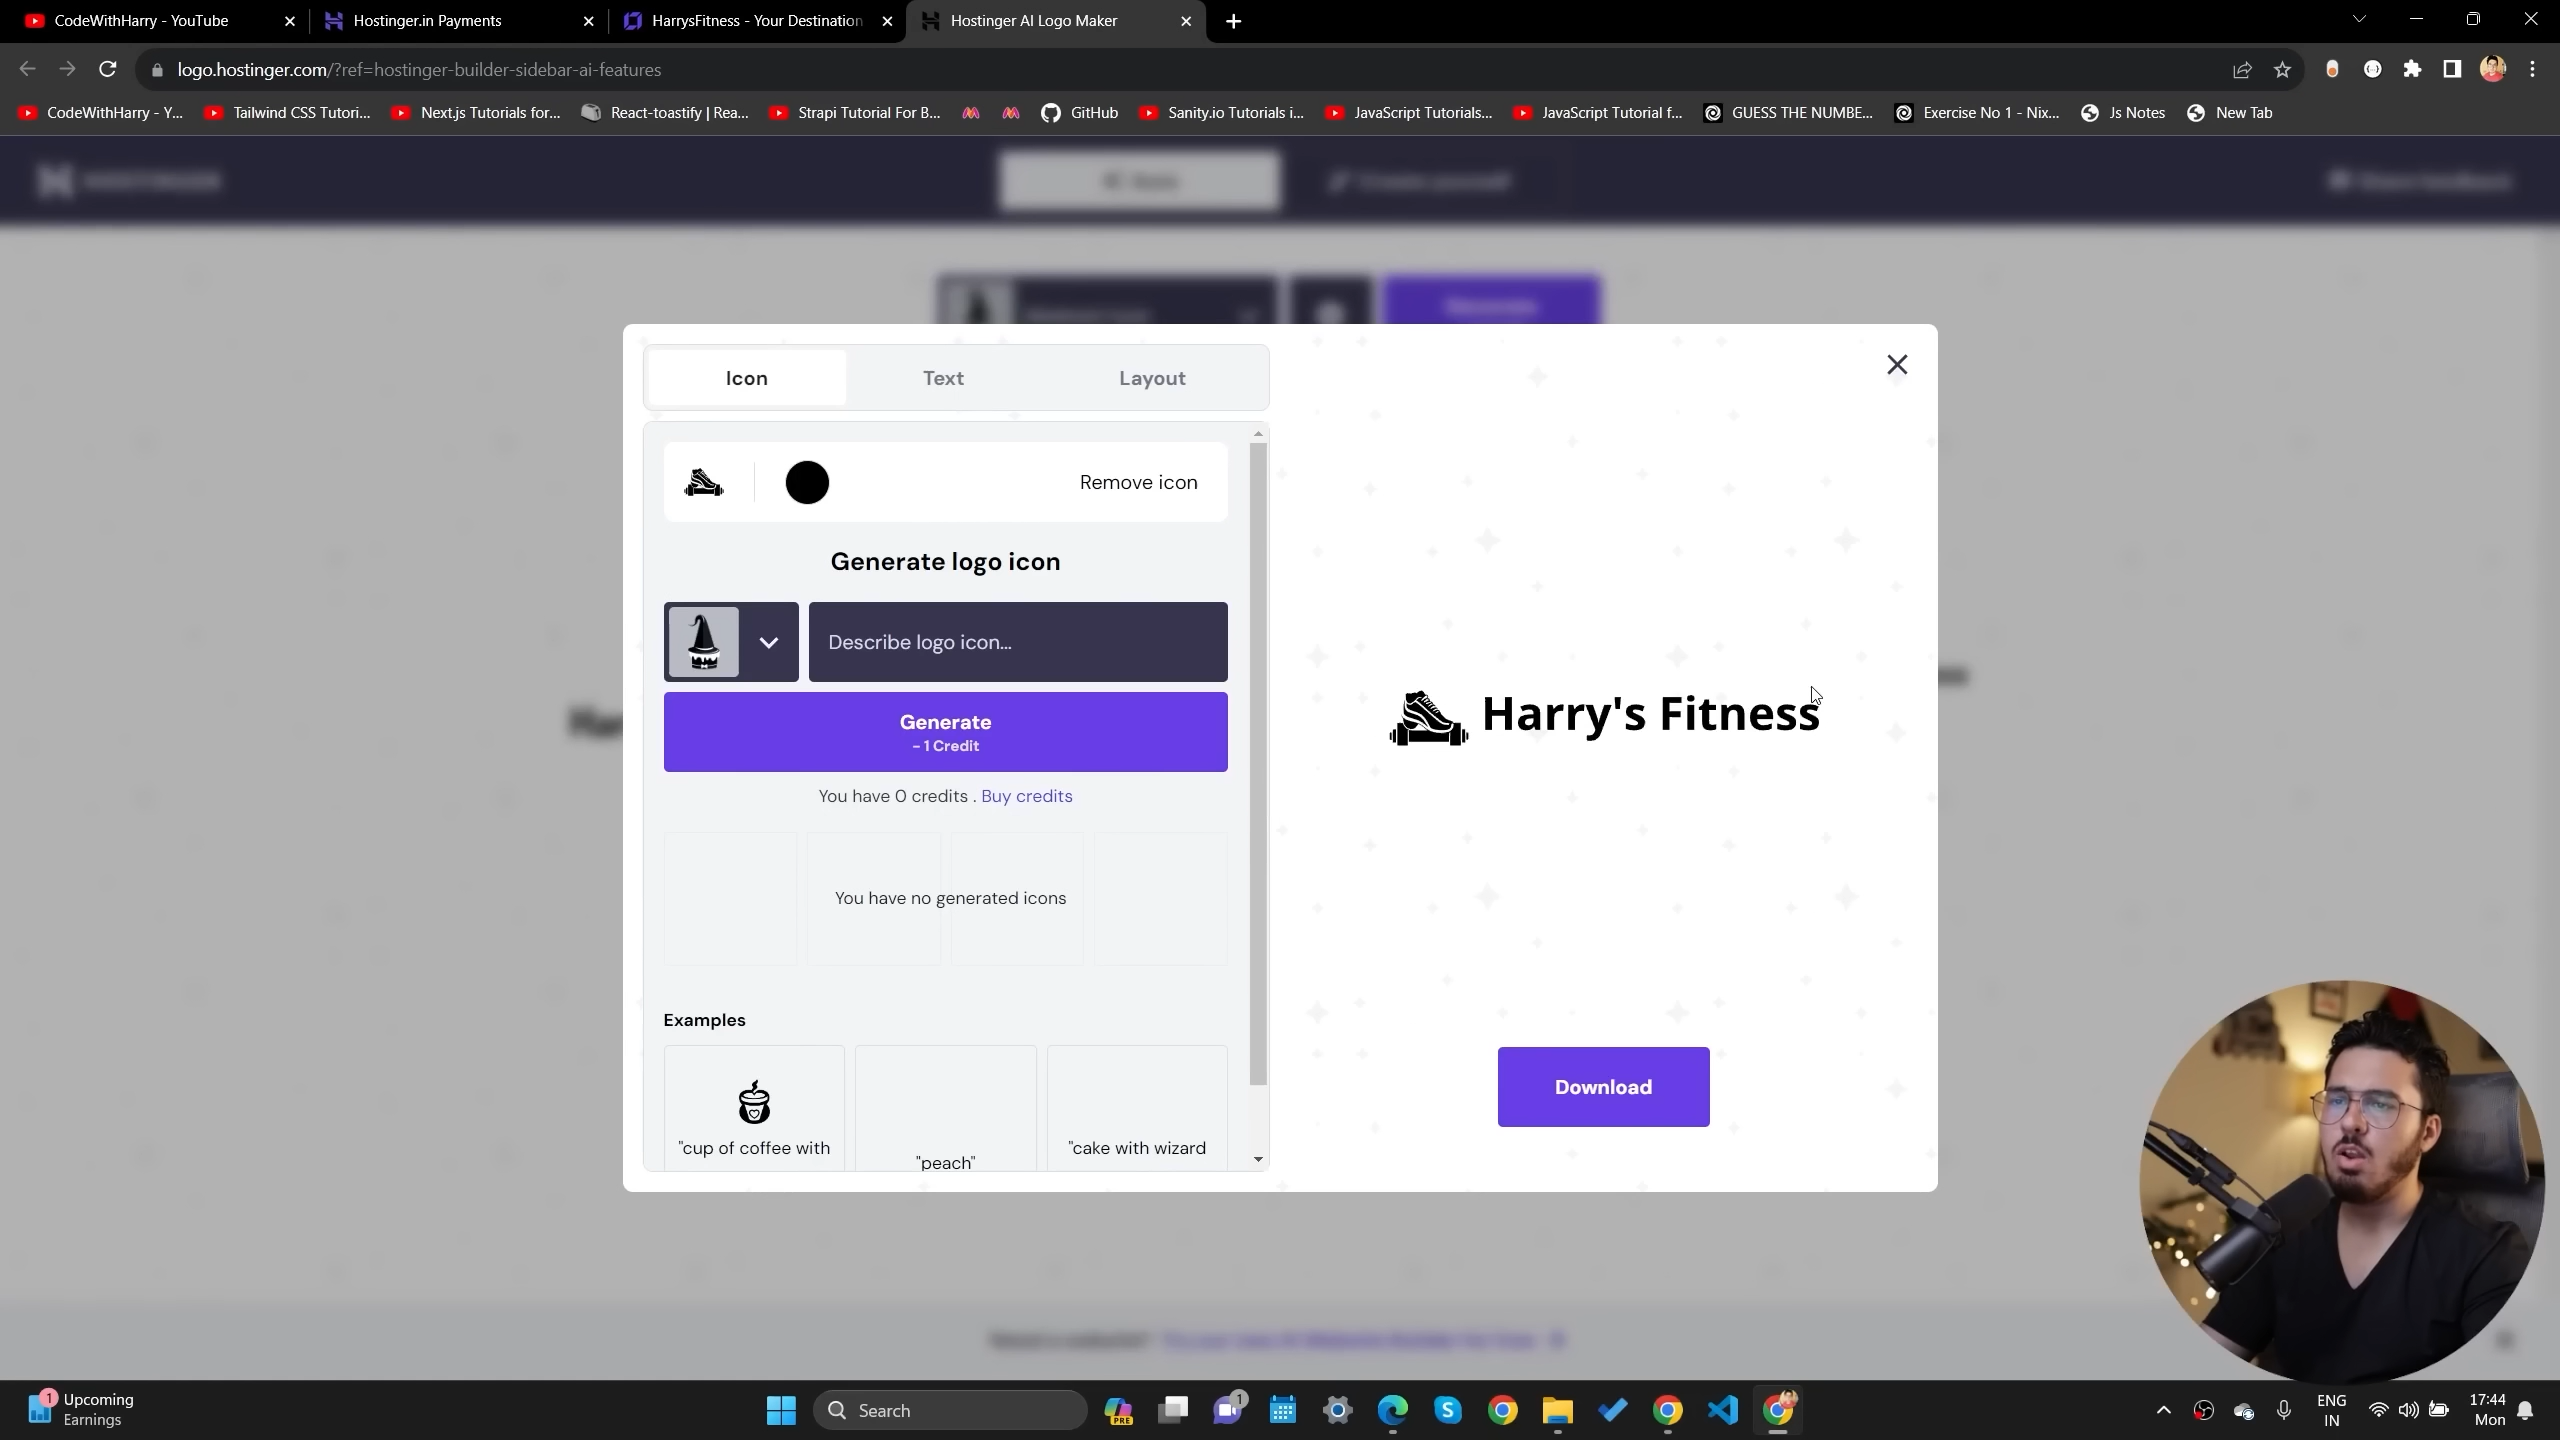 CodeWithHarry - YouTube
Hostinger.in Payments
HarrysFitness - Your Destination
Hostinger AI Logo Maker
logo.hostinger.com/?ref=hostinger-builder-sidebar-ai-features
CodeWithHarry - Y...
Tailwind CSS Tutori...
Next.js Tutorials for...
React-toastify | Rea...
Strapi Tutorial For B...
GitHub
Sanity.io Tutorials i...
JavaScript Tutorials...
JavaScript Tutorial f...
GUESS THE NUMBE...
Exercise No 1 - Nix...
Js Notes
New Tab
HOSTINGER
Icon
Text
Layout
Remove icon
Generate logo icon
Describe logo icon...
Generate
- 1 Credit
You have 0 credits . Buy credits
You have no generated icons
Examples
"cup of coffee with
"peach"
"cake with wizard
Harry's Fitness
Download
1
Upcoming
Earnings
Search
PRE
1
ENG
IN
17:44
Mon